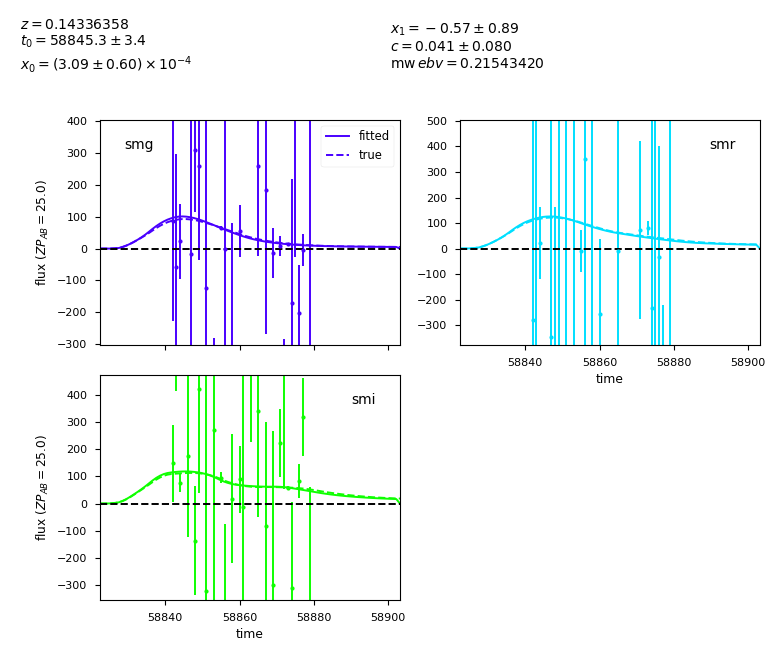 z = 0.14336358
t0 = 58845.3 ± 3.4
x0 = (3.09 ± 0.60) × 10^−4
x1 = −0.57 ± 0.89
c = 0.041 ± 0.080
mwebv = 0.21543420
smg
fitted
true
400
300
200
100
0
−100
−200
−300
flux (ZP_AB = 25.0)
smr
500
400
300
200
100
0
−100
−200
−300
58840 58860 58880 58900
time
smi
400
300
200
100
0
−100
−200
−300
flux (ZP_AB = 25.0)
58840 58860 58880 58900
time